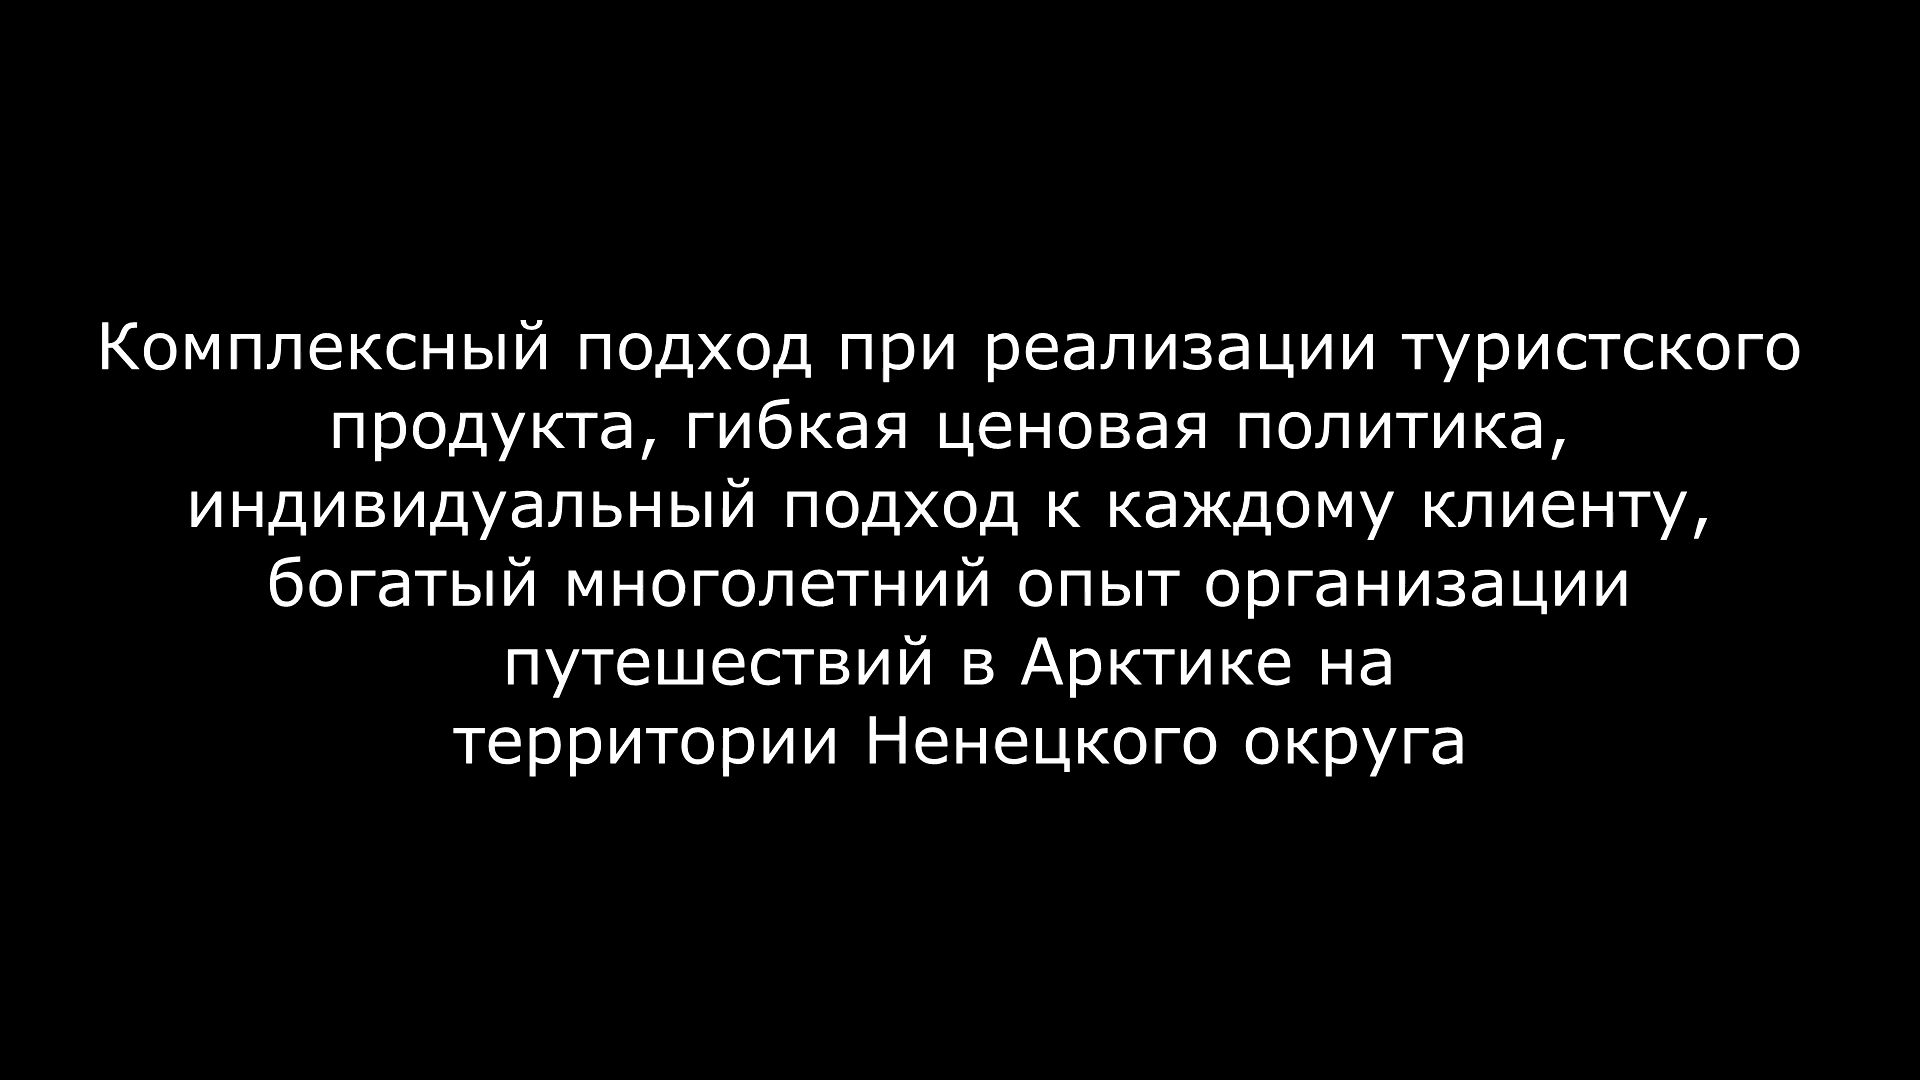 Комплексный подход при реализации туристского
продукта, гибкая ценовая политика,
индивидуальный подход к каждому клиенту,
богатый многолетний опыт организации
путешествий в Арктике на
территории Ненецкого округа